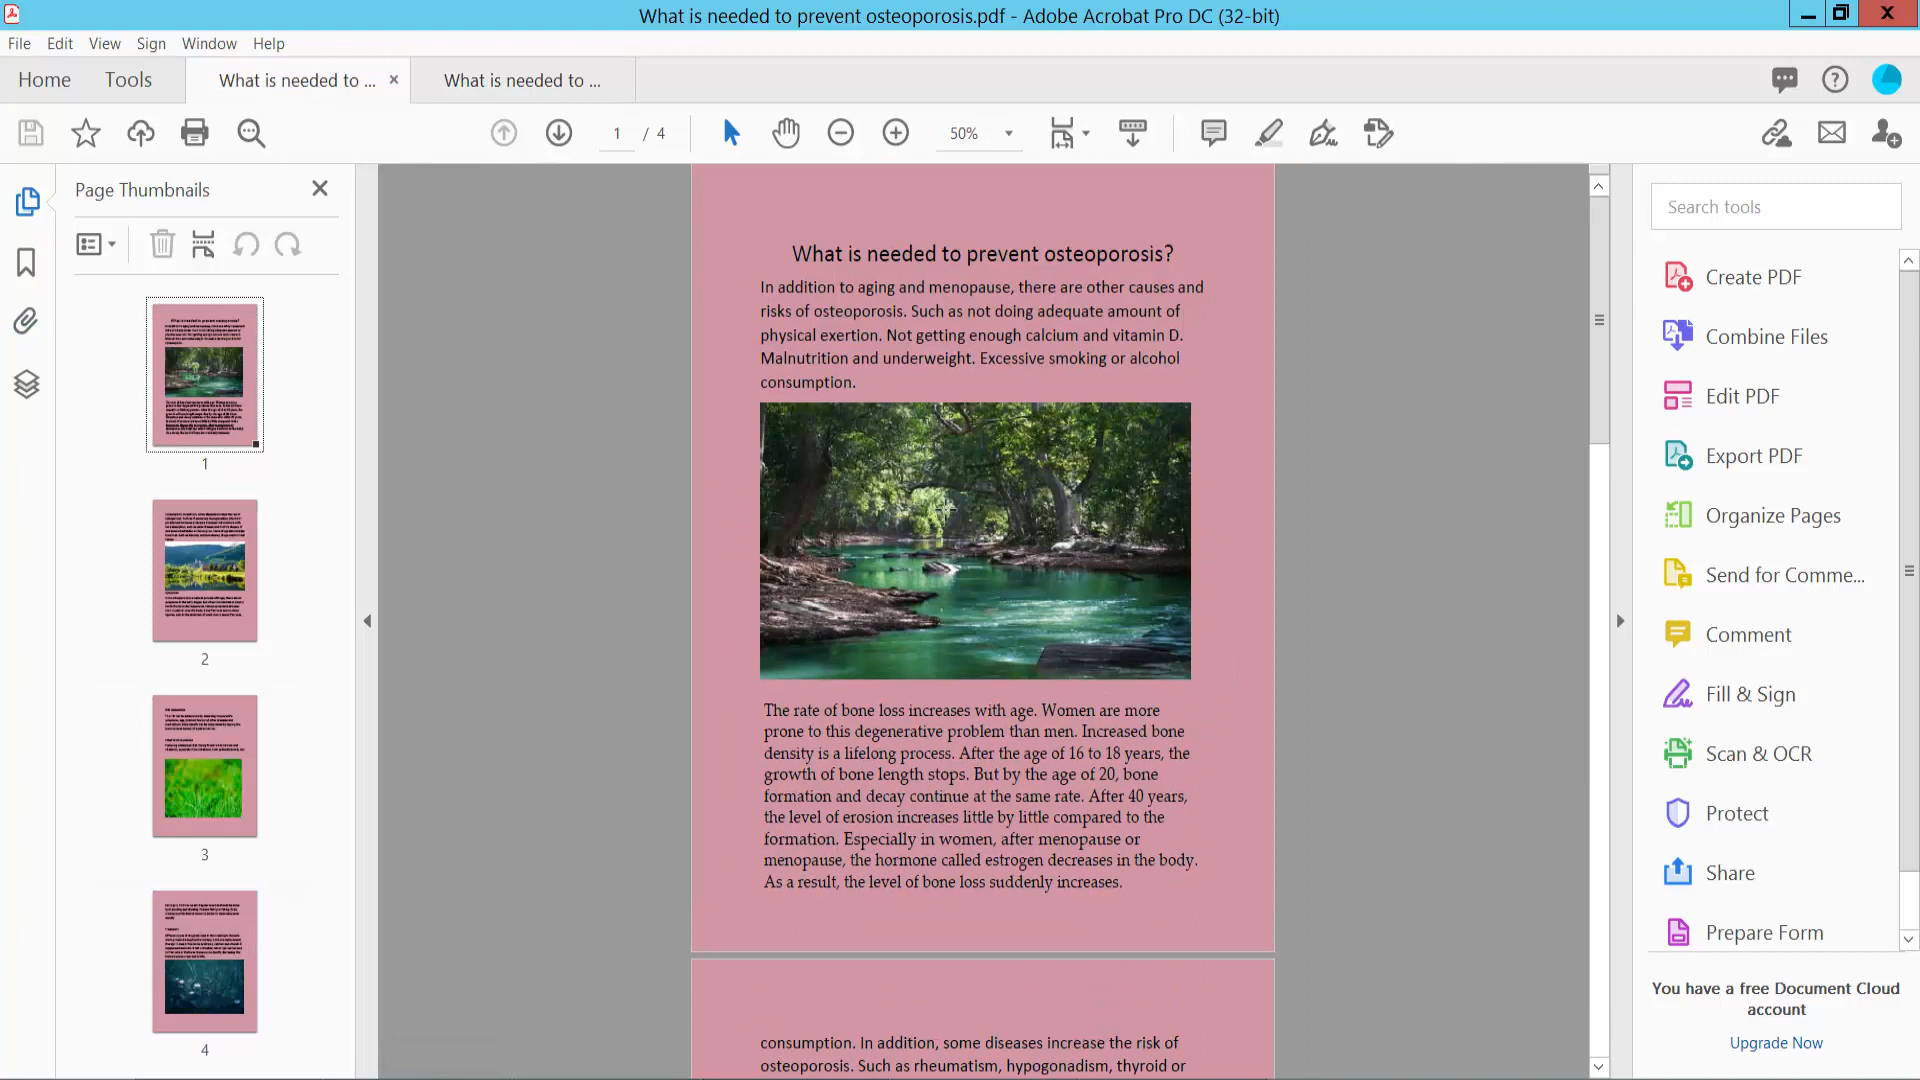 What is needed to prevent osteoporosis.pdf - Adobe Acrobat Pro DC (32-bit)
File Edit View Sign Window Help
Home Tools What is needed to ... × What is needed to ...
1 / 4 50%
Page Thumbnails
1
2
3
4
What is needed to prevent osteoporosis?
In addition to aging and menopause, there are other causes and
risks of osteoporosis. Such as not doing adequate amount of
physical exertion. Not getting enough calcium and vitamin D.
Malnutrition and underweight. Excessive smoking or alcohol
consumption.
The rate of bone loss increases with age. Women are more
prone to this degenerative problem than men. Increased bone
density is a lifelong process. After the age of 16 to 18 years, the
growth of bone length stops. But by the age of 20, bone
formation and decay continue at the same rate. After 40 years,
the level of erosion increases little by little compared to the
formation. Especially in women, after menopause or
menopause, the hormone called estrogen decreases in the body.
As a result, the level of bone loss suddenly increases.
consumption. In addition, some diseases increase the risk of
osteoporosis. Such as rheumatism, hypogonadism, thyroid or
Search tools
Create PDF
Combine Files
Edit PDF
Export PDF
Organize Pages
Send for Comme...
Comment
Fill & Sign
Scan & OCR
Protect
Share
Prepare Form
You have a free Document Cloud
account
Upgrade Now